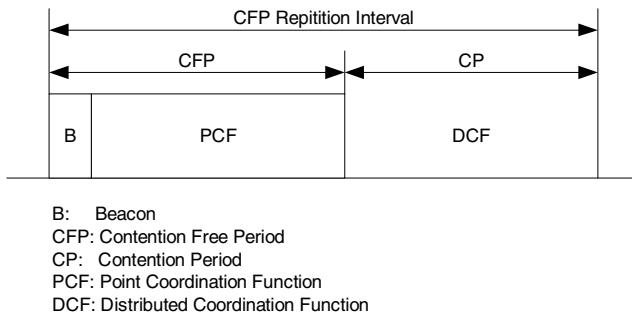 CFP Repitition Interval
CFP CP
B PCF DCF
B: Beacon
CFP: Contention Free Period
CP: Contention Period
PCF: Point Coordination Function
DCF: Distributed Coordination Function